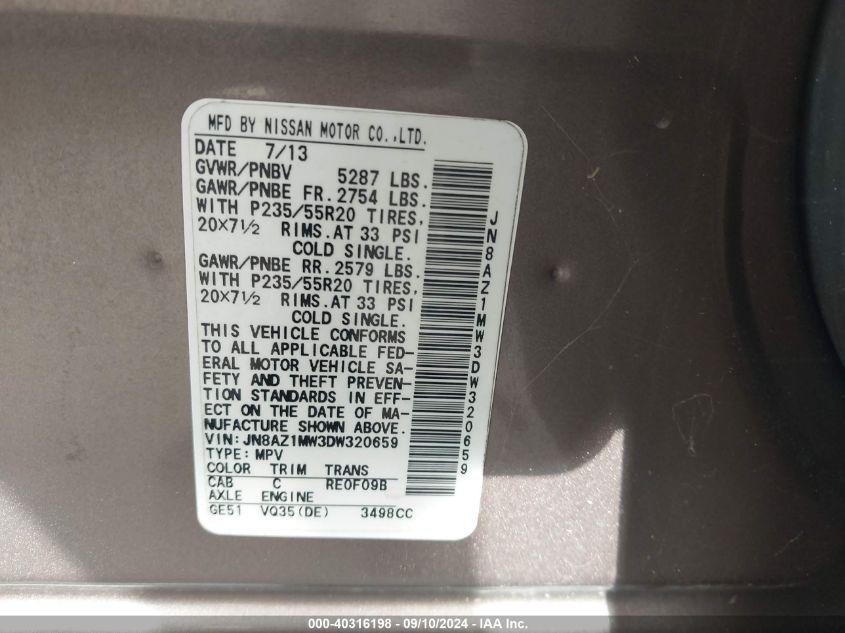 MFD BY NISSAN MOTOR CO.,LTD.
DATE 7/13
GVWR/PNBV 5287 LBS.
GAWR/PNBE FR. 2754 LBS.
WITH P235/55R20 TIRES,
20×7½ RIMS.AT 33 PSI
COLD SINGLE.
GAWR/PNBE RR. 2579 LBS.
WITH P235/55R20 TIRES,
20×7½ RIMS.AT 33 PSI
COLD SINGLE.
THIS VEHICLE CONFORMS
TO ALL APPLICABLE FED-
ERAL MOTOR VEHICLE SA-
FETY AND THEFT PREVEN-
TION STANDARDS IN EFF-
ECT ON THE DATE OF MA-
NUFACTURE SHOWN ABOVE.
VIN: JN8AZ1MW3DW320659
TYPE: MPV
COLOR TRIM TRANS
CAB C RE0F09B
AXLE ENGINE
GE51 VQ35(DE) 3498CC
JN8AZ1MW3DW320659
000-40316198 - 09/10/2024 - IAA Inc.